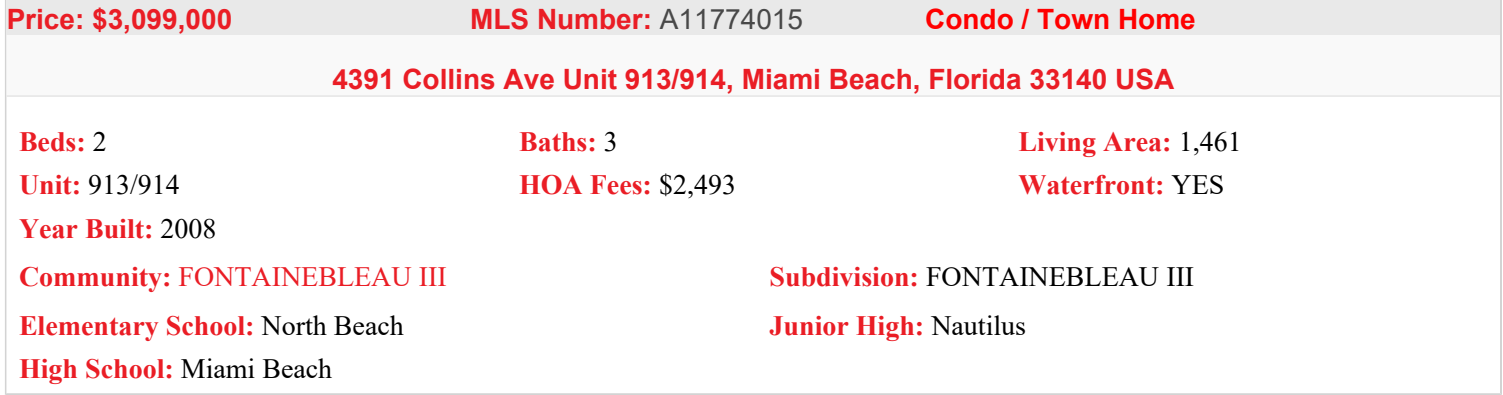 Price: $3,099,000 MLS Number: A11774015 Condo / Town Home
4391 Collins Ave Unit 913/914, Miami Beach, Florida 33140 USA
Beds: 2 Baths: 3 Living Area: 1,461
Unit: 913/914 HOA Fees: $2,493 Waterfront: YES
Year Built: 2008
Community: FONTAINEBLEAU III Subdivision: FONTAINEBLEAU III
Elementary School: North Beach Junior High: Nautilus
High School: Miami Beach